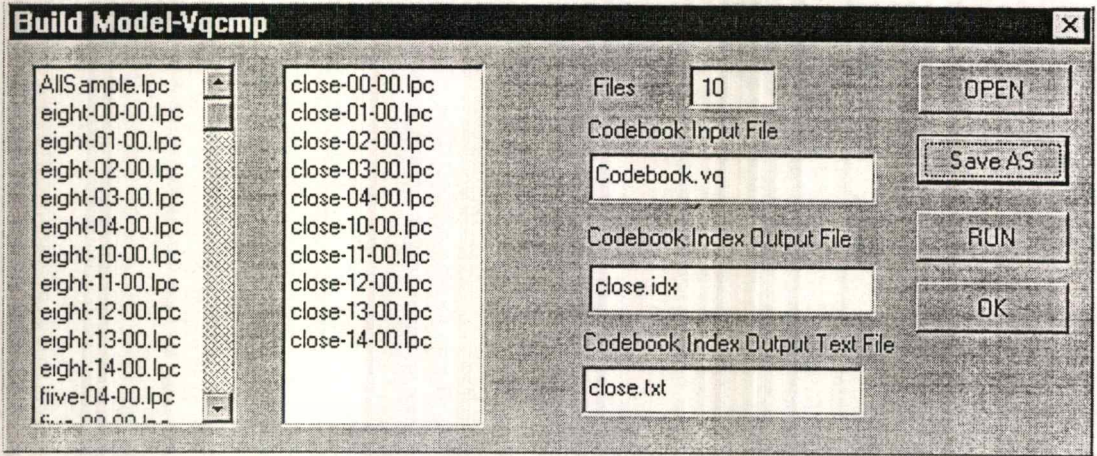 Build Model-Vqcmp
AllSample.lpc
eight-00-00.lpc
eight-01-00.lpc
eight-02-00.lpc
eight-03-00.lpc
eight-04-00.lpc
eight-10-00.lpc
eight-11-00.lpc
eight-12-00.lpc
eight-13-00.lpc
eight-14-00.lpc
fiive-04-00.lpc
close-00-00.lpc
close-01-00.lpc
close-02-00.lpc
close-03-00.lpc
close-04-00.lpc
close-10-00.lpc
close-11-00.lpc
close-12-00.lpc
close-13-00.lpc
close-14-00.lpc
Files 10
Codebook Input File
Codebook.vq
Codebook Index Output File
close.idx
Codebook Index Output Text File
close.txt
OPEN
Save AS
RUN
OK